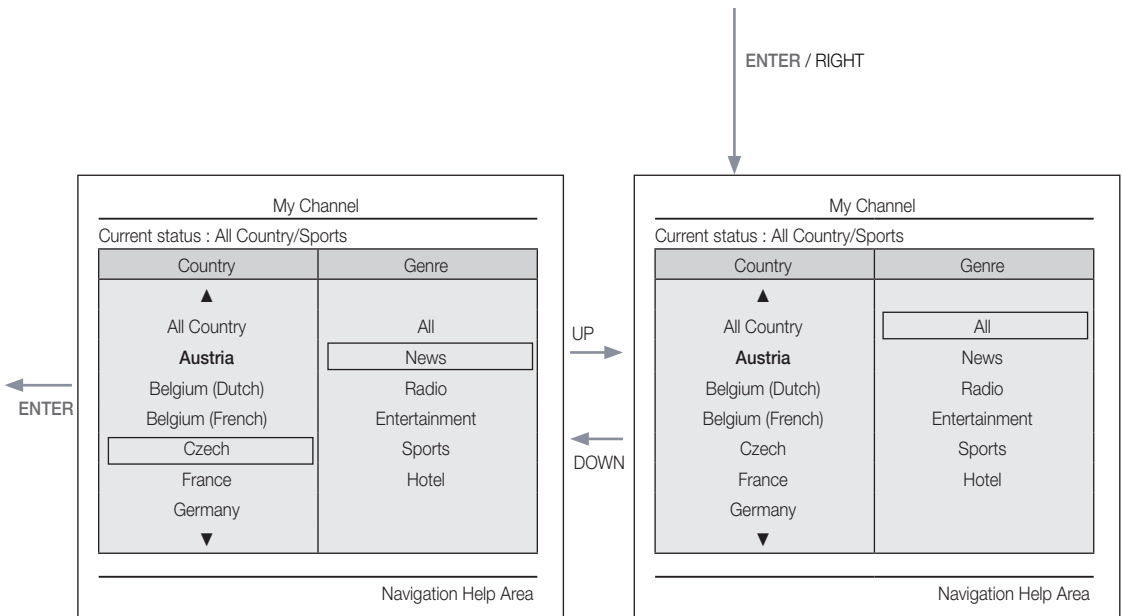 ENTER / RIGHT
My Channel
Current status : All Country/Sports
Country Genre
▲
All Country All
Austria News
Belgium (Dutch) Radio
Belgium (French) Entertainment
Czech Sports
France Hotel
Germany
▼
Navigation Help Area
ENTER
UP
DOWN
My Channel
Current status : All Country/Sports
Country Genre
▲
All Country All
Austria News
Belgium (Dutch) Radio
Belgium (French) Entertainment
Czech Sports
France Hotel
Germany
▼
Navigation Help Area